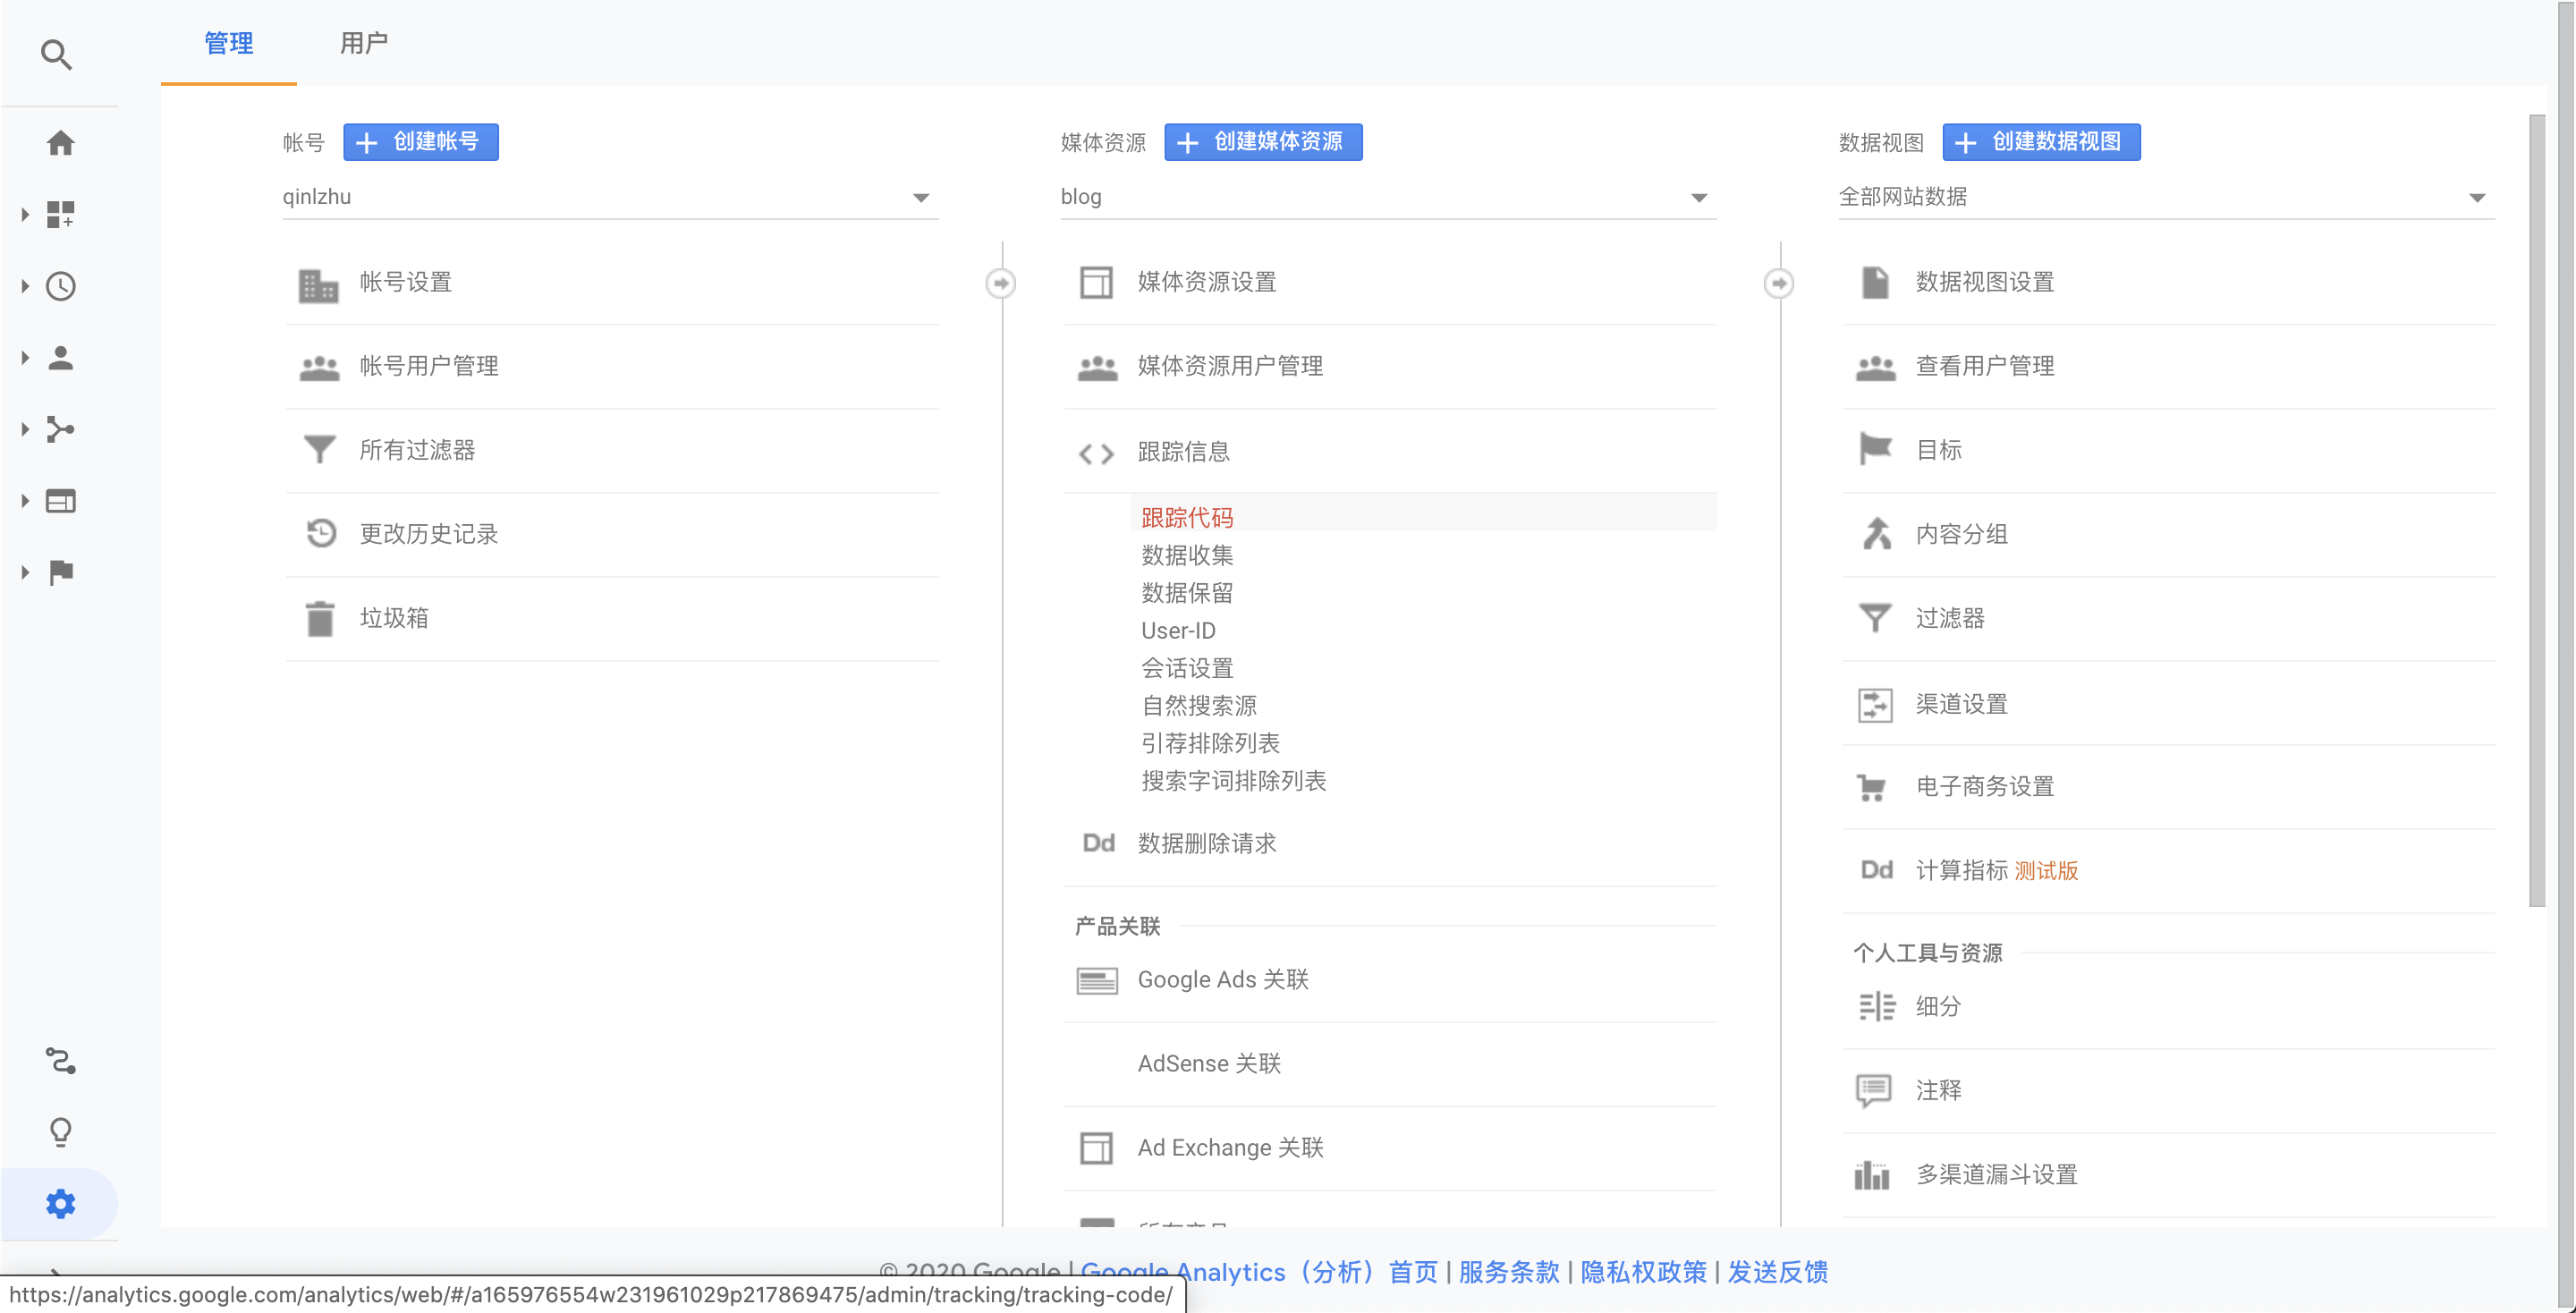 管理
用户
帐号
创建帐号
qinlzhu
帐号设置
帐号用户管理
所有过滤器
更改历史记录
垃圾箱
媒体资源
创建媒体资源
blog
媒体资源设置
媒体资源用户管理
跟踪信息
跟踪代码
数据收集
数据保留
User-ID
会话设置
自然搜索源
引荐排除列表
搜索字词排除列表
Dd 数据删除请求
产品关联
Google Ads 关联
AdSense 关联
Ad Exchange 关联
数据视图
创建数据视图
全部网站数据
数据视图设置
查看用户管理
目标
内容分组
过滤器
渠道设置
电子商务设置
Dd 计算指标 测试版
个人工具与资源
细分
注释
多渠道漏斗设置
© 2020 Google | Google Analytics（分析）首页 | 服务条款 | 隐私权政策 | 发送反馈
https://analytics.google.com/analytics/web/#/a165976554w231961029p217869475/admin/tracking/tracking-code/